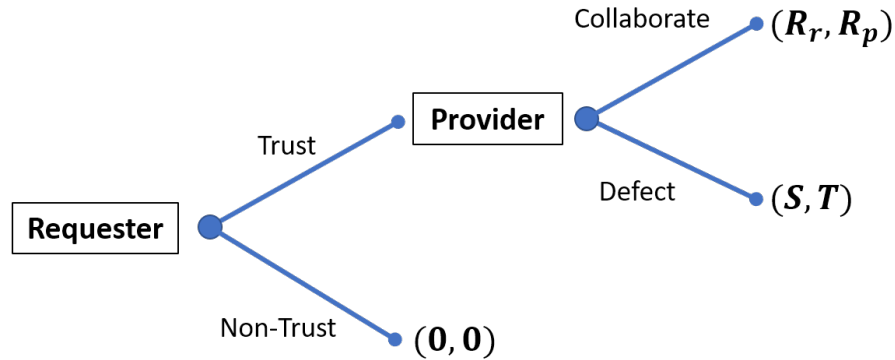 Collaborate
(R_r, R_p)
Provider
Trust
Defect
(S, T)
Requester
Non-Trust
(0, 0)